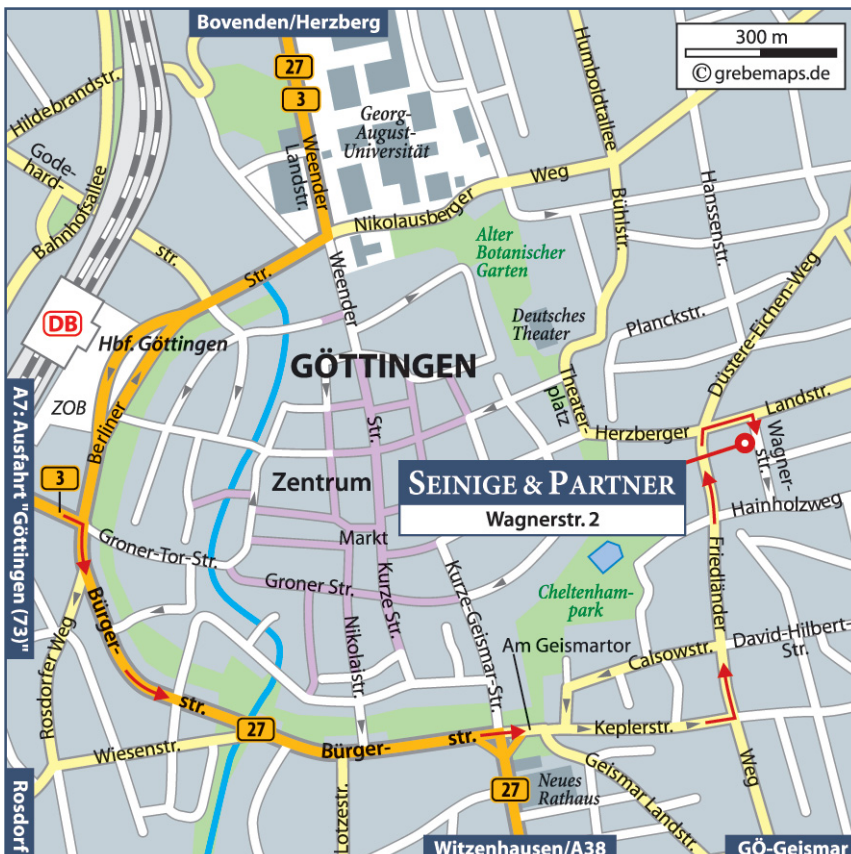 Bovenden/Herzberg
300 m
© grebemaps.de
27
3
Hildebrandstr.
Georg-
August-
Universität
Humboldtallee
Weender
Landstr.
Gode-
hard-
str.
Bahnhofsallee
Weg
Nikolausberger
Bühlstr.
Hanssenstr.
Alter
Botanischer
Garten
Weender
Str.
Düstere-Eichen-Weg
DB
Hbf. Göttingen
Deutsches
Theater
Planckstr.
GÖTTINGEN
Theater-
platz
ZOB
Berliner
Str.
Herzberger
Landstr.
A7: Ausfahrt "Göttingen (73)"
3
Zentrum
SEINIGE & PARTNER
Wagnerstr. 2
Wagner-
str.
Hainholzweg
Groner-Tor-Str.
Markt
Groner Str.
Kurze Str.
Kurze-Geismar-Str.
Cheltenham-
park
Friedländer
Bürger-
str.
Nikolaistr.
Am Geismartor
Calsowstr.
David-Hilbert-
Str.
Rosdorfer Weg
Wiesenstr.
27
Bürger-
str.
Keplerstr.
Weg
Geismar Landstr.
Neues
Rathaus
27
Lotzestr.
Rosdorf
Witzenhausen/A38
GÖ-Geismar